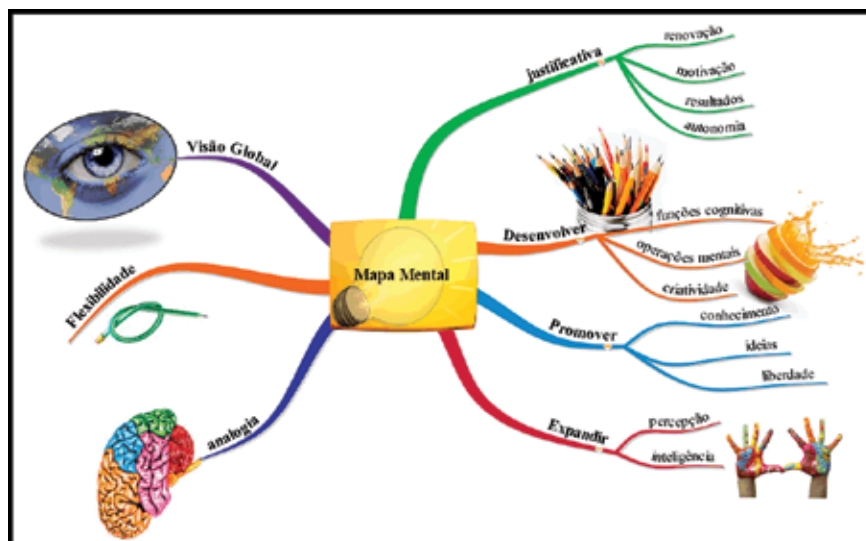 Mapa Mental
justificativa
renovação
motivação
resultados
autonomia
Desenvolver
funções cognitivas
operações mentais
criatividade
Promover
conhecimento
ideias
liberdade
Expandir
percepção
inteligência
analogia
Flexibilidade
Visão Global